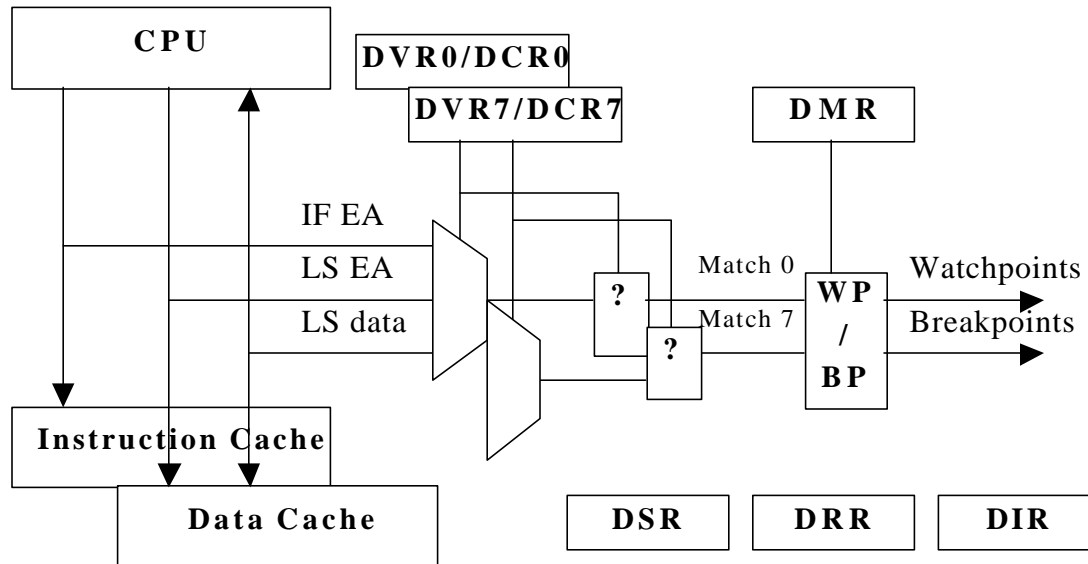 CPU
DVR0/DCR0
DVR7/DCR7
DMR
IF EA
LS EA
LS data
Match 0
Match 7
?
?
WP
/
BP
Watchpoints
Breakpoints
Instruction Cache
Data Cache
DSR
DRR
DIR